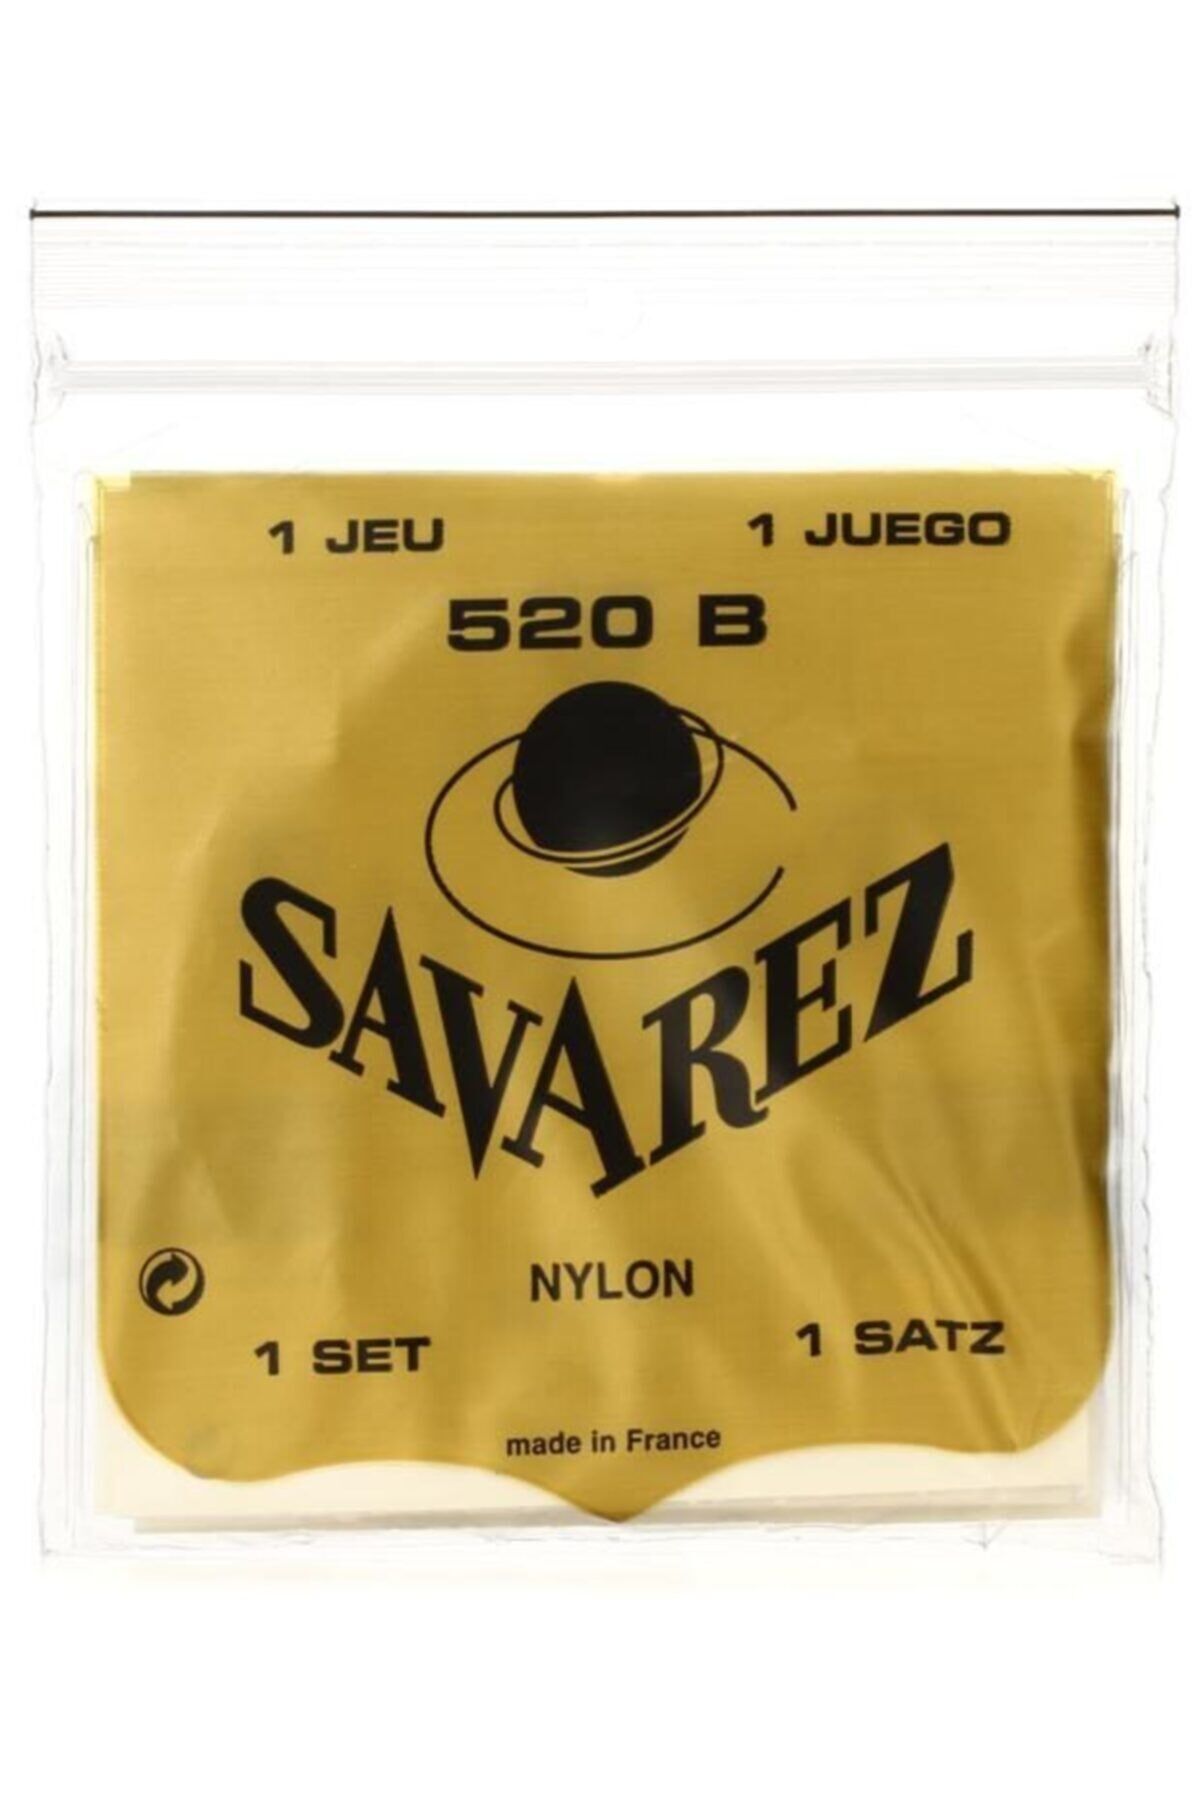 1 JEU
1 JUEGO
520 B
SAVAREZ
NYLON
1 SET
1 SATZ
made in France